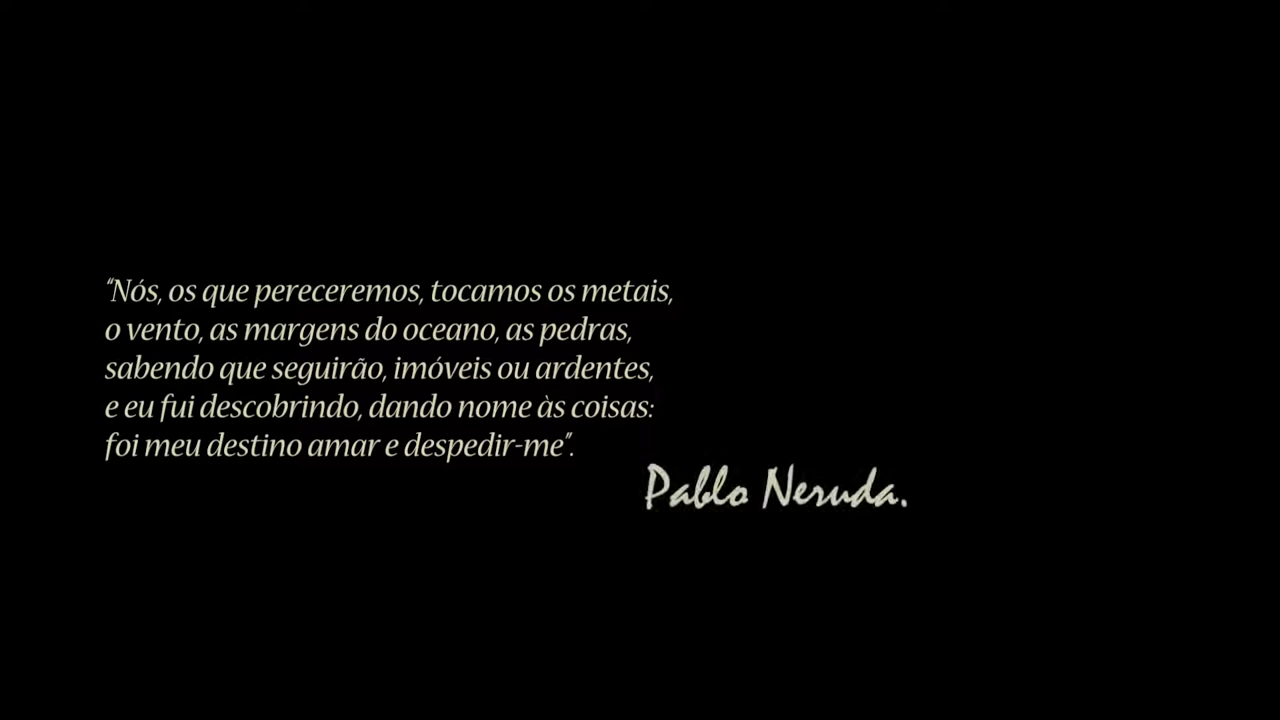 "Nós, os que pereceremos, tocamos os metais,
o vento, as margens do oceano, as pedras,
sabendo que seguirão, imóveis ou ardentes,
e eu fui descobrindo, dando nome às coisas:
foi meu destino amar e despedir-me".
Pablo Neruda.